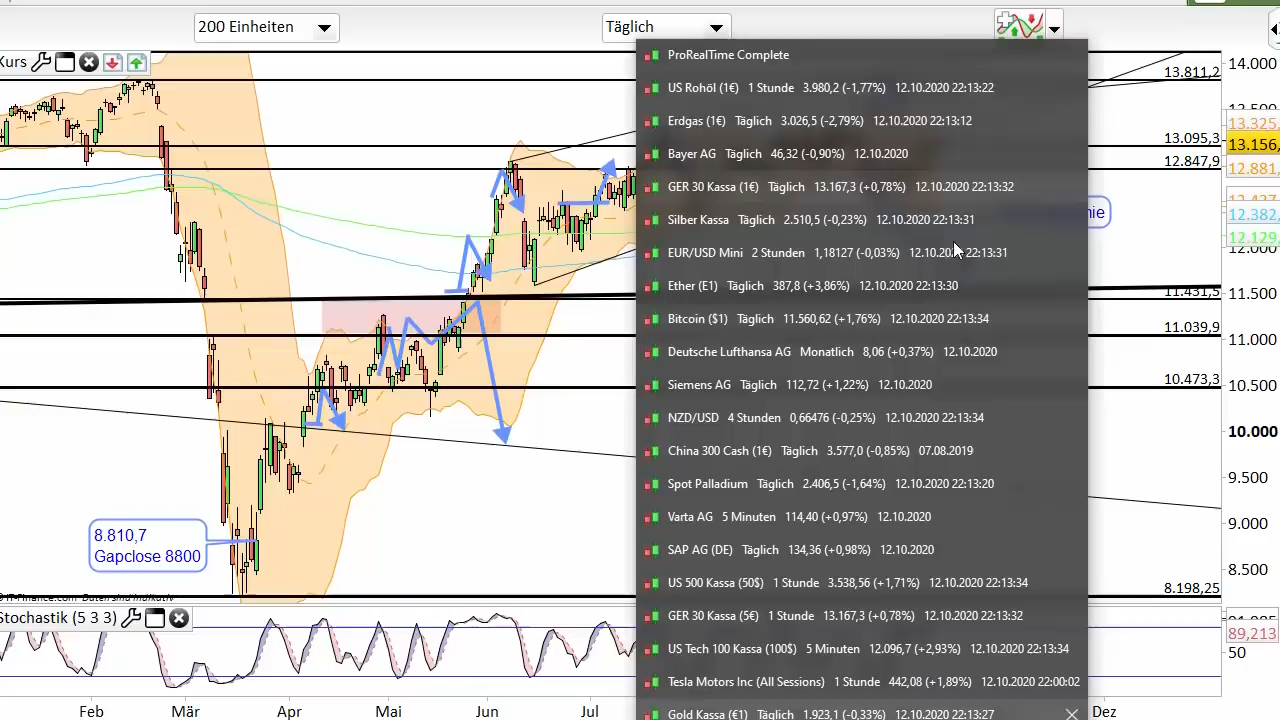 200 Einheiten
Täglich
Kurs
ProRealTime Complete
US Rohöl (1€) 1 Stunde 3.980,2 (-1,77%) 12.10.2020 22:13:22
Erdgas (1€) Täglich 3.026,5 (-2,79%) 12.10.2020 22:13:12
Bayer AG Täglich 46,32 (-0,90%) 12.10.2020
GER 30 Kassa (1€) Täglich 13.167,3 (+0,78%) 12.10.2020 22:13:32
Silber Kassa Täglich 2.510,5 (-0,23%) 12.10.2020 22:13:31
EUR/USD Mini 2 Stunden 1,18127 (-0,03%) 12.10.2020 22:13:31
Ether (E1) Täglich 387,8 (+3,86%) 12.10.2020 22:13:30
Bitcoin ($1) Täglich 11.560,62 (+1,76%) 12.10.2020 22:13:34
Deutsche Lufthansa AG Monatlich 8,06 (+0,37%) 12.10.2020
Siemens AG Täglich 112,72 (+1,22%) 12.10.2020
NZD/USD 4 Stunden 0,66476 (-0,25%) 12.10.2020 22:13:34
China 300 Cash (1€) Täglich 3.577,0 (-0,85%) 07.08.2019
Spot Palladium Täglich 2.406,5 (-1,64%) 12.10.2020 22:13:20
Varta AG 5 Minuten 114,40 (+0,97%) 12.10.2020
SAP AG (DE) Täglich 134,36 (+0,98%) 12.10.2020
US 500 Kassa (50$) 1 Stunde 3.538,56 (+1,71%) 12.10.2020 22:13:34
GER 30 Kassa (5€) 1 Stunde 13.167,3 (+0,78%) 12.10.2020 22:13:32
US Tech 100 Kassa (100$) 5 Minuten 12.096,7 (+2,93%) 12.10.2020 22:13:34
Tesla Motors Inc (All Sessions) 1 Stunde 442,08 (+1,89%) 12.10.2020 22:00:02
Gold Kassa (€1) Täglich 1.923,1 (-0,33%) 12.10.2020 22:13:27
13.811,2
13.095,3
12.847,9
11.431,5
11.039,9
10.473,3
8.198,25
14.000
13.325,
13.156,
12.881
12.382,
12.129
11.500
11.000
10.500
10.000
9.500
9.000
8.500
8.810,7
Gapclose 8800
© IT-Finance.com Daten sind indikativ
Stochastik (5 3 3)
89,213
50
Feb
Mär
Apr
Mai
Jun
Jul
Dez